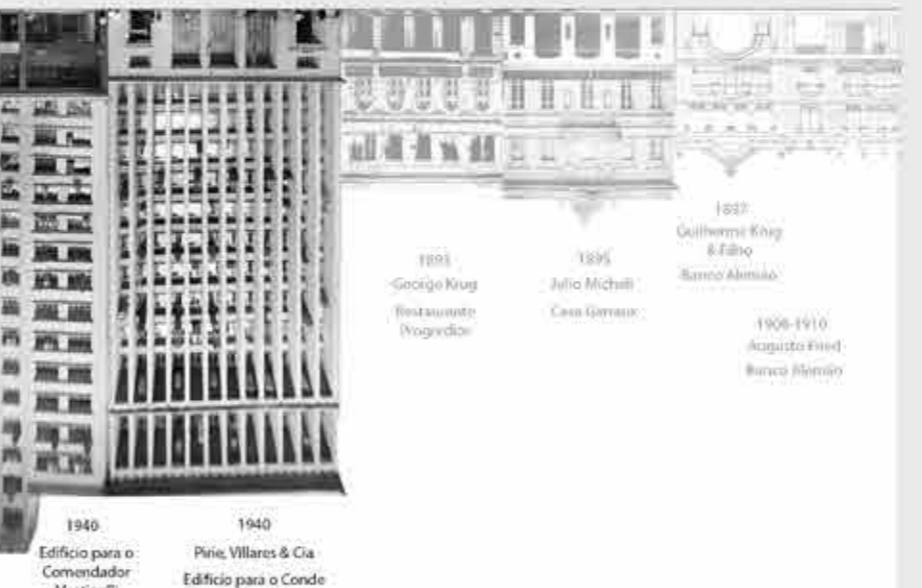 1897
Guilherme Krug
& Filho
Banco Alemão
1893
George Krug
Restaurante
Progredior
1895
Julio Micheli
Casa Garraux
1906-1910
Augusto Fried
Banco Alemão
1940
Edifício para o
Comendador
1940
Pirie, Villares & Cia
Edifício para o Conde